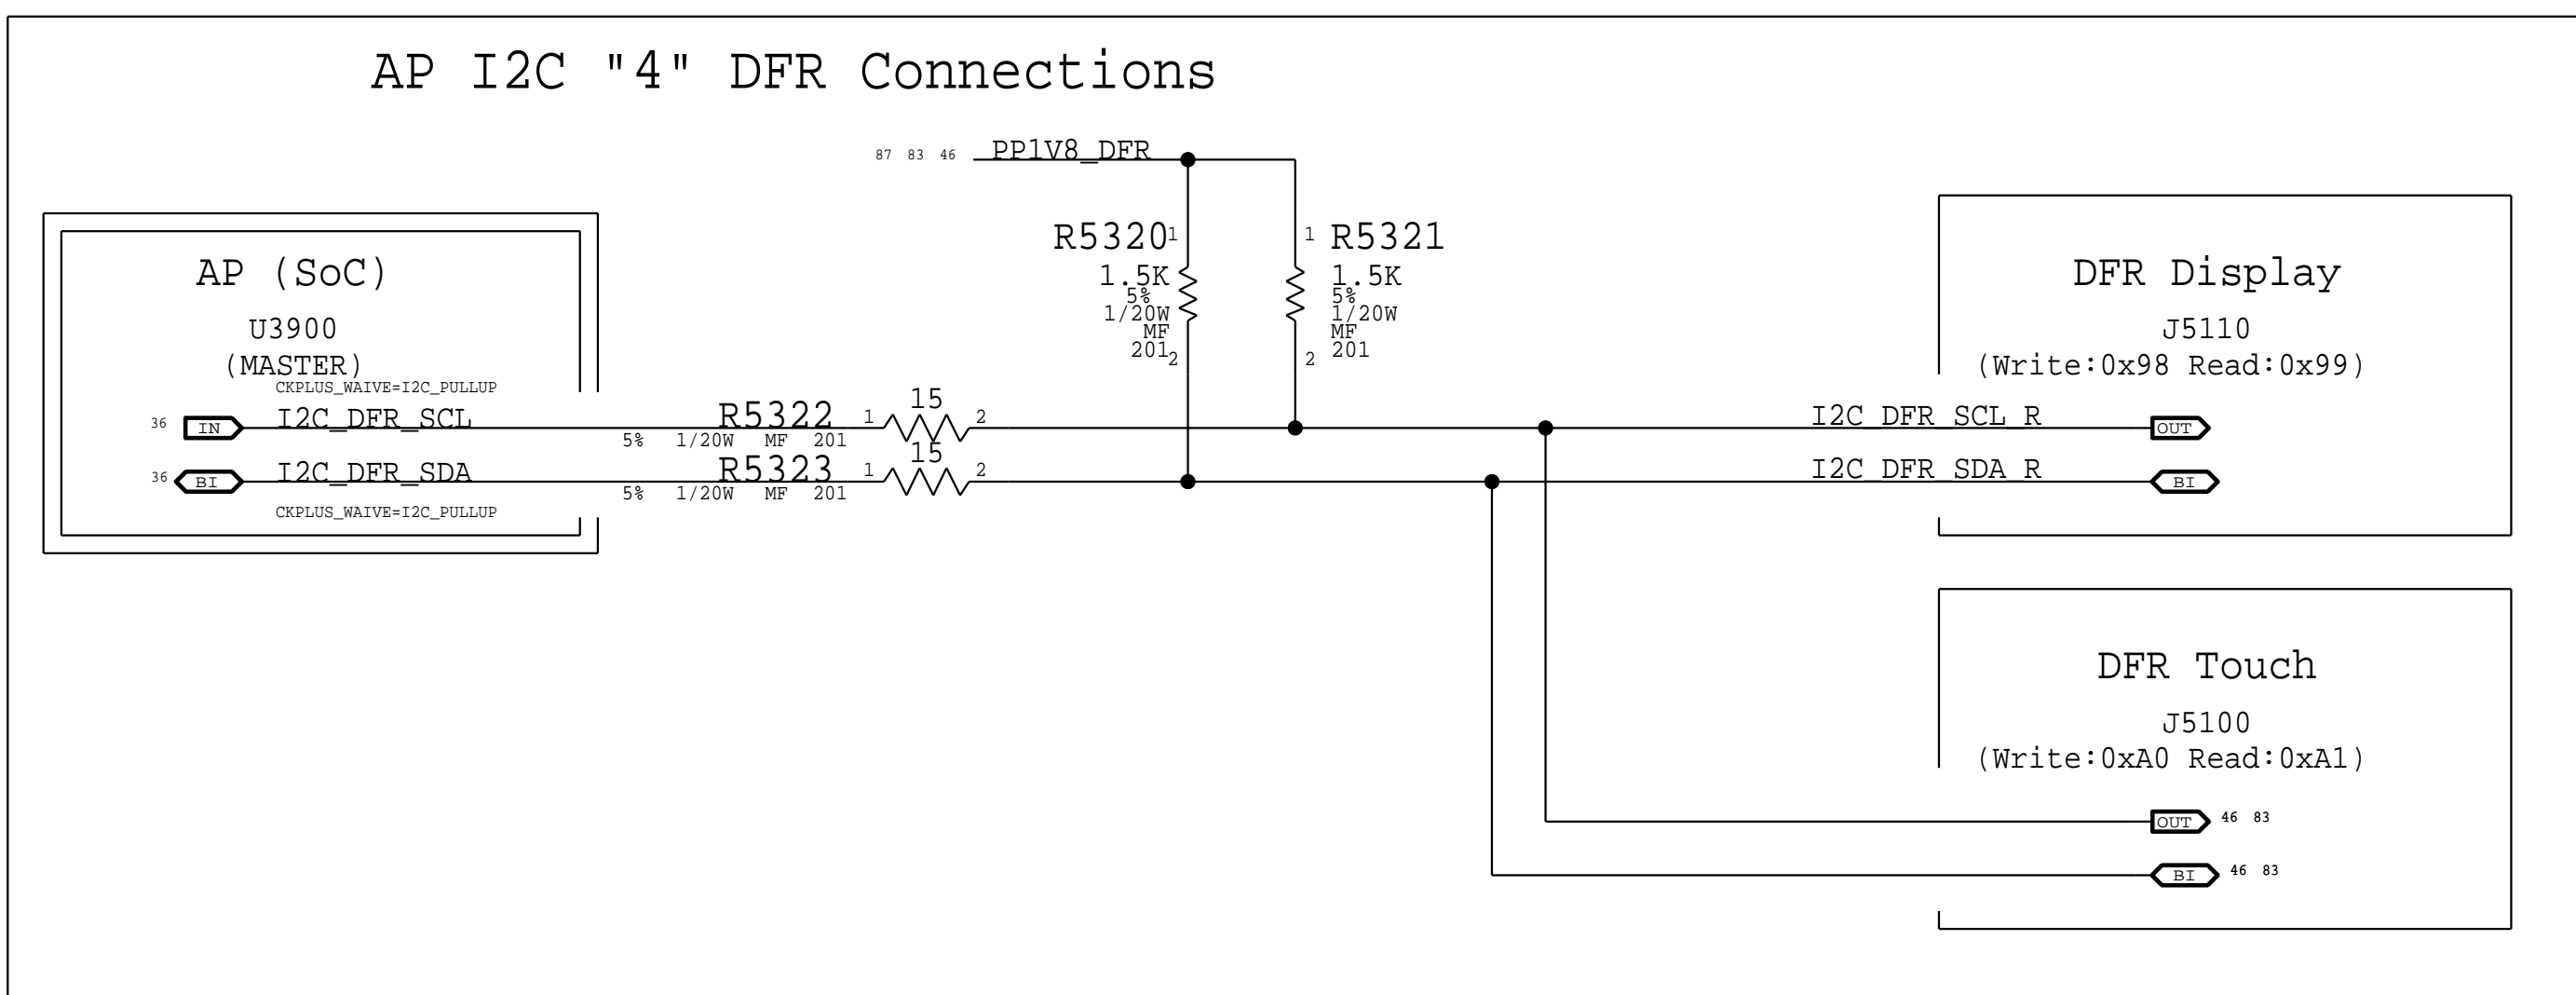 AP I2C "4" DFR Connections
87 83 46 PP1V8_DFR
R5320 1
1.5K
5%
1/20W
MF
201 2
1 R5321
1.5K
5%
1/20W
MF
2 201
AP (SoC)
U3900
(MASTER)
CKPLUS_WAIVE=I2C_PULLUP
36 IN I2C_DFR_SCL
R5322 1 15 2
5% 1/20W MF 201
36 BI I2C_DFR_SDA
R5323 1 15 2
5% 1/20W MF 201
CKPLUS_WAIVE=I2C_PULLUP
DFR Display
J5110
(Write:0x98 Read:0x99)
I2C_DFR_SCL_R OUT
I2C_DFR_SDA_R BI
DFR Touch
J5100
(Write:0xA0 Read:0xA1)
OUT 46 83
BI 46 83